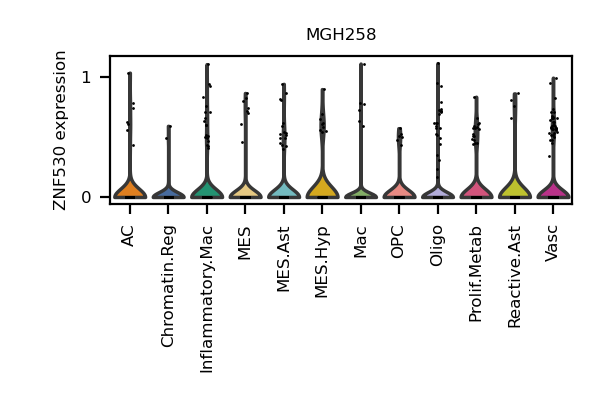 MGH258
ZNF530 expression
1
0
AC
Chromatin.Reg
Inflammatory.Mac
MES
MES.Ast
MES.Hyp
Mac
OPC
Oligo
Prolif.Metab
Reactive.Ast
Vasc